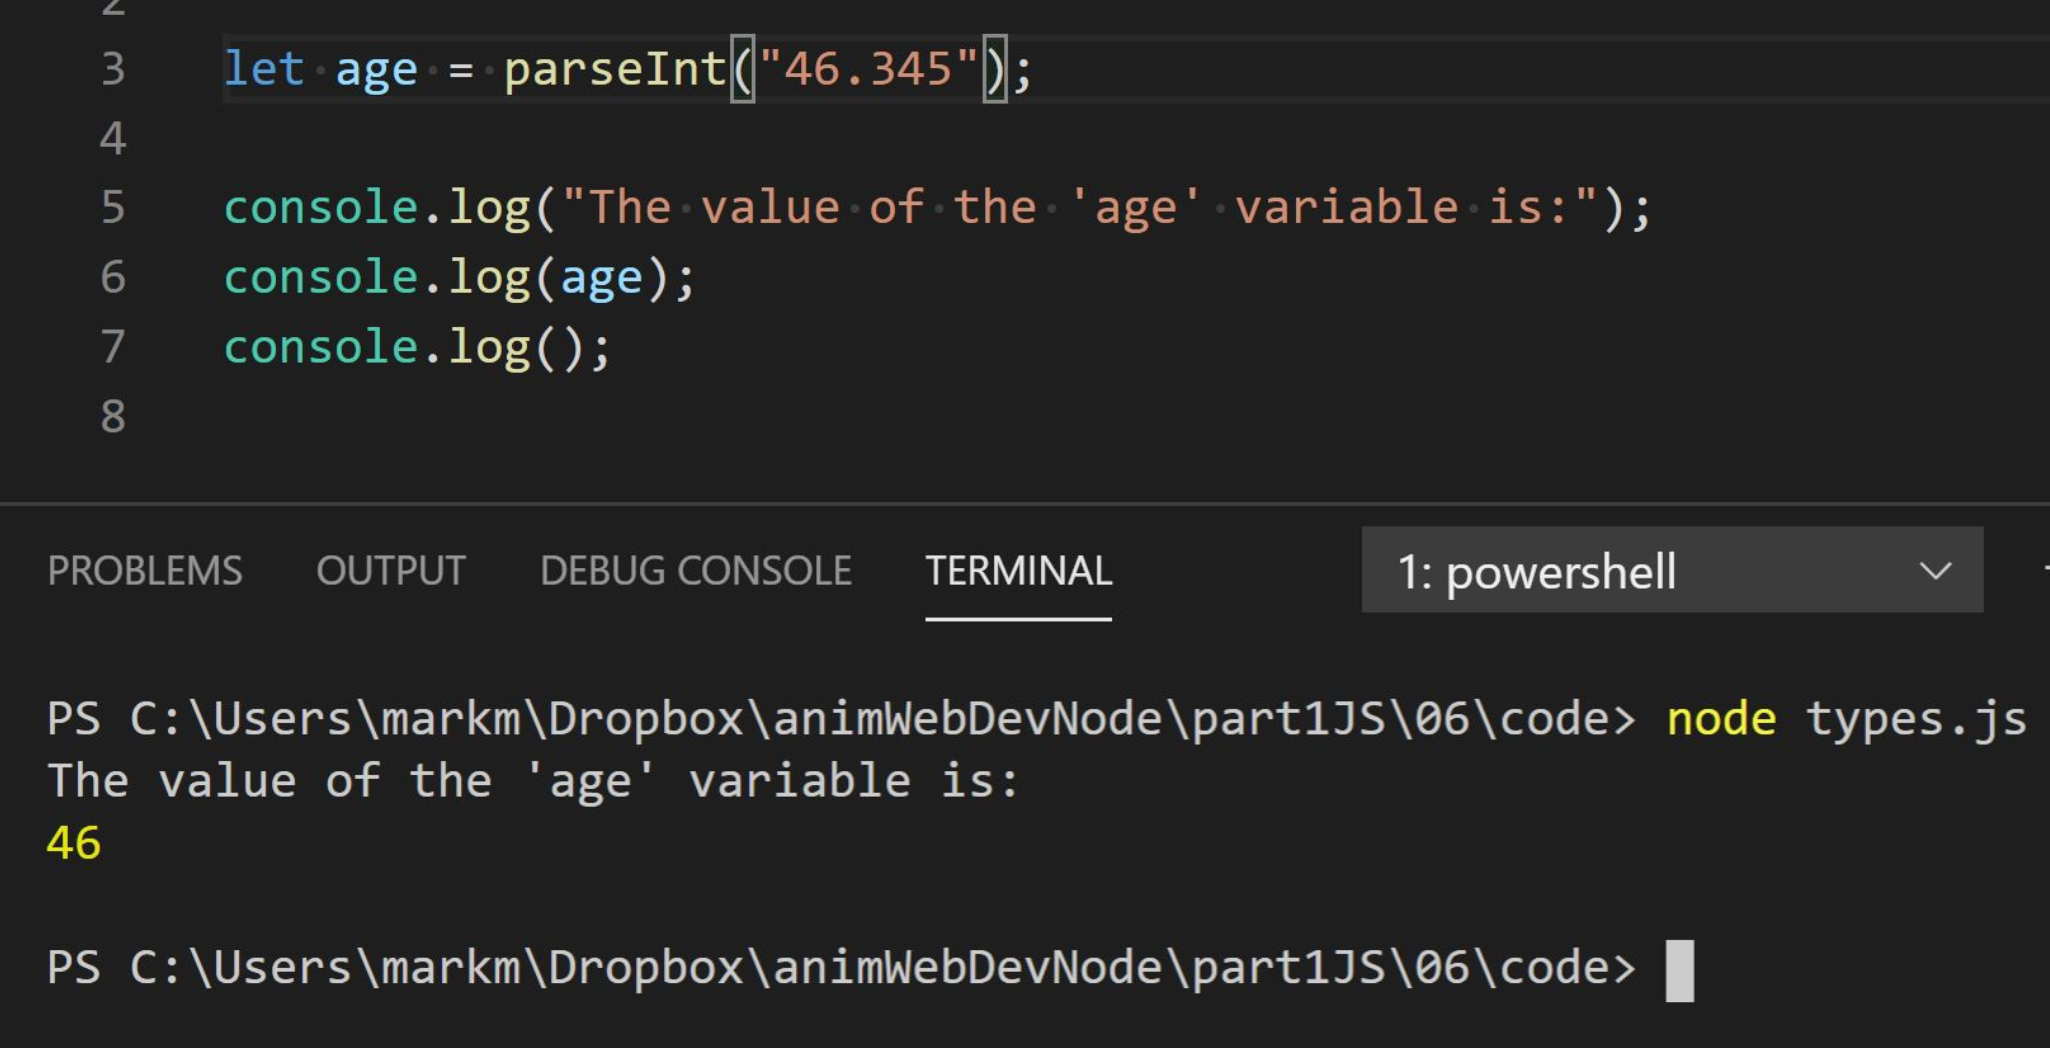 2
3 let age = parseInt("46.345");
4
5 console.log("The value of the 'age' variable is:");
6 console.log(age);
7 console.log();
8
PROBLEMS OUTPUT DEBUG CONSOLE TERMINAL 1: powershell
PS C:\Users\markm\Dropbox\animWebDevNode\part1JS\06\code> node types.js
The value of the 'age' variable is:
46
PS C:\Users\markm\Dropbox\animWebDevNode\part1JS\06\code>